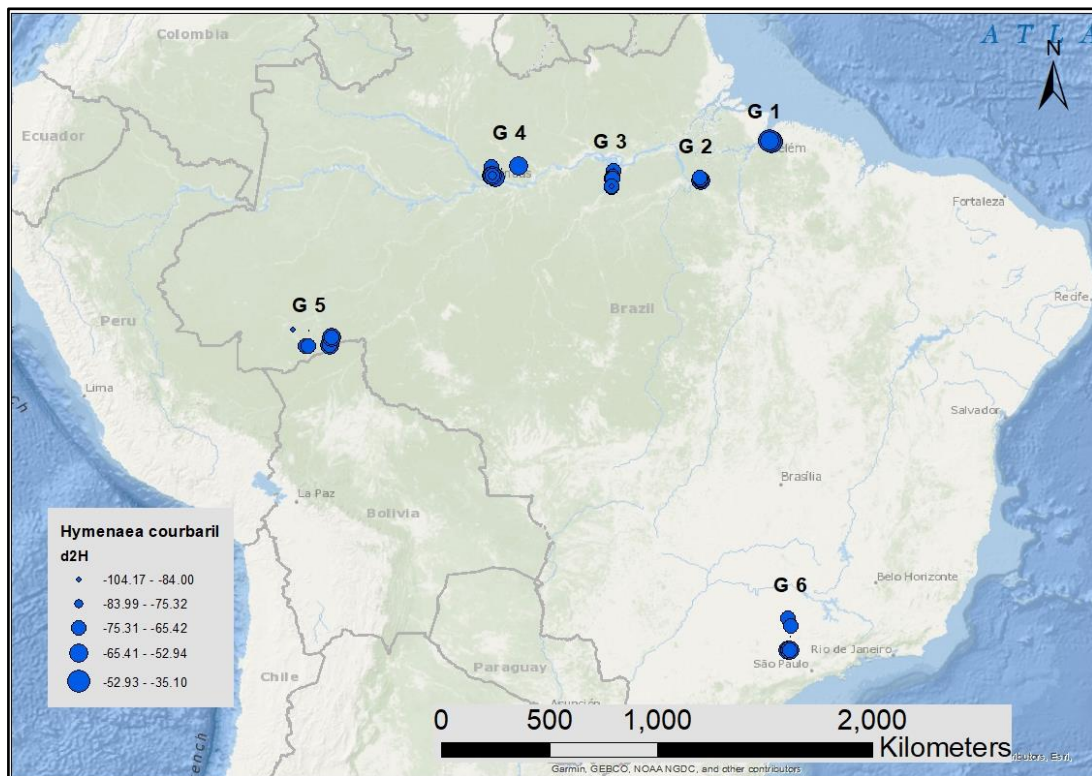 Colombia
A T L A
N
G 1
Ecuador
G 4
G 3
G 2
Belém
Fortaleza
Brazil
Recife
Peru
G 5
Lima
Salvador
Brasília
La Paz
Bolivia
Hymenaea courbaril
d2H
-104.17 - -84.00
-83.99 - -75.32
-75.31 - -65.42
-65.41 - -52.94
-52.93 - -35.10
G 6
Belo Horizonte
Rio de Janeiro
São Paulo
Paraguay
Chile
0 500 1,000 2,000
Kilometers
Garmin, GEBCO, NOAA NGDC, and other contributors